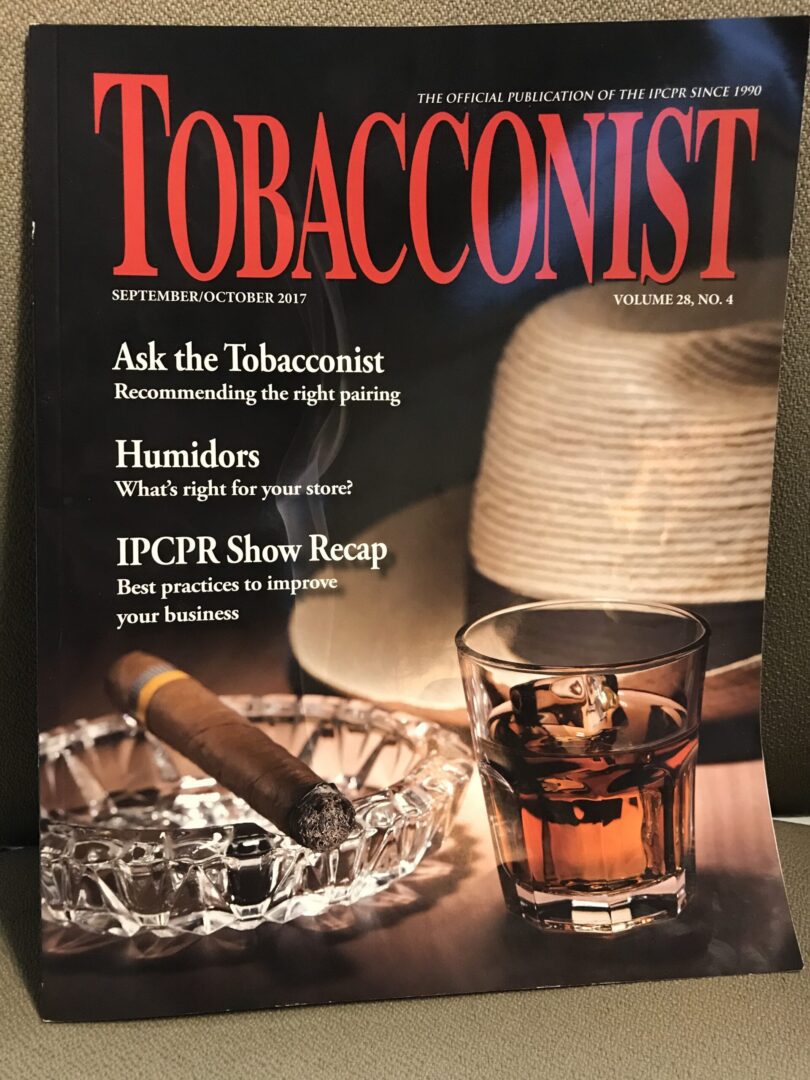 THE OFFICIAL PUBLICATION OF THE IPCPR SINCE 1990
TOBACCONIST
SEPTEMBER/OCTOBER 2017
VOLUME 28, NO. 4
Ask the Tobacconist
Recommending the right pairing
Humidors
What's right for your store?
IPCPR Show Recap
Best practices to improve
your business